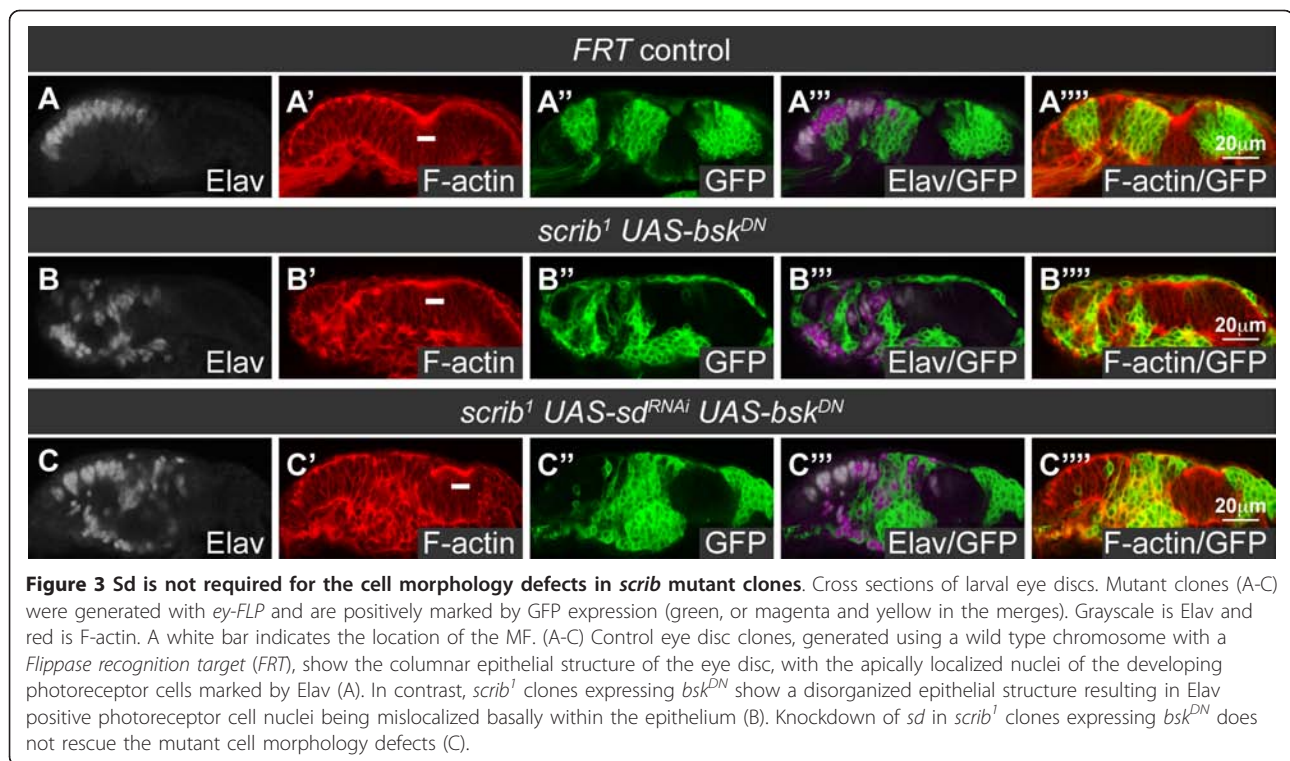 FRT control
A A' A'' A''' A''''
Elav F-actin GFP Elav/GFP 20μm F-actin/GFP
scrib¹ UAS-bskᴰᴺ
B B' B'' B''' B''''
Elav F-actin GFP Elav/GFP 20μm F-actin/GFP
scrib¹ UAS-sdᴿᴺᴬⁱ UAS-bskᴰᴺ
C C' C'' C''' C''''
Elav F-actin GFP Elav/GFP 20μm F-actin/GFP
Figure 3 Sd is not required for the cell morphology defects in scrib mutant clones. Cross sections of larval eye discs. Mutant clones (A-C)
were generated with ey-FLP and are positively marked by GFP expression (green, or magenta and yellow in the merges). Grayscale is Elav and
red is F-actin. A white bar indicates the location of the MF. (A-C) Control eye disc clones, generated using a wild type chromosome with a
Flippase recognition target (FRT), show the columnar epithelial structure of the eye disc, with the apically localized nuclei of the developing
photoreceptor cells marked by Elav (A). In contrast, scrib¹ clones expressing bskᴰᴺ show a disorganized epithelial structure resulting in Elav
positive photoreceptor cell nuclei being mislocalized basally within the epithelium (B). Knockdown of sd in scrib¹ clones expressing bskᴰᴺ does
not rescue the mutant cell morphology defects (C).